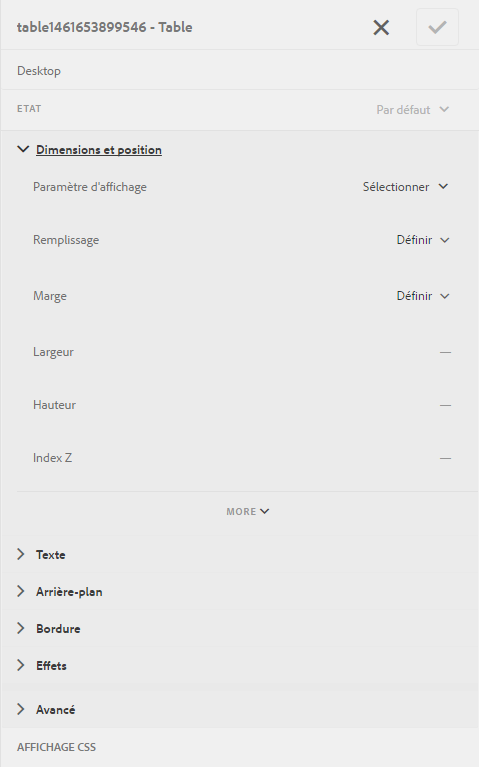 table1461653899546 - Table
Desktop
ETAT Par défaut
Dimensions et position
Paramètre d'affichage Sélectionner
Remplissage Définir
Marge Définir
Largeur —
Hauteur —
Index Z —
MORE
Texte
Arrière-plan
Bordure
Effets
Avancé
AFFICHAGE CSS